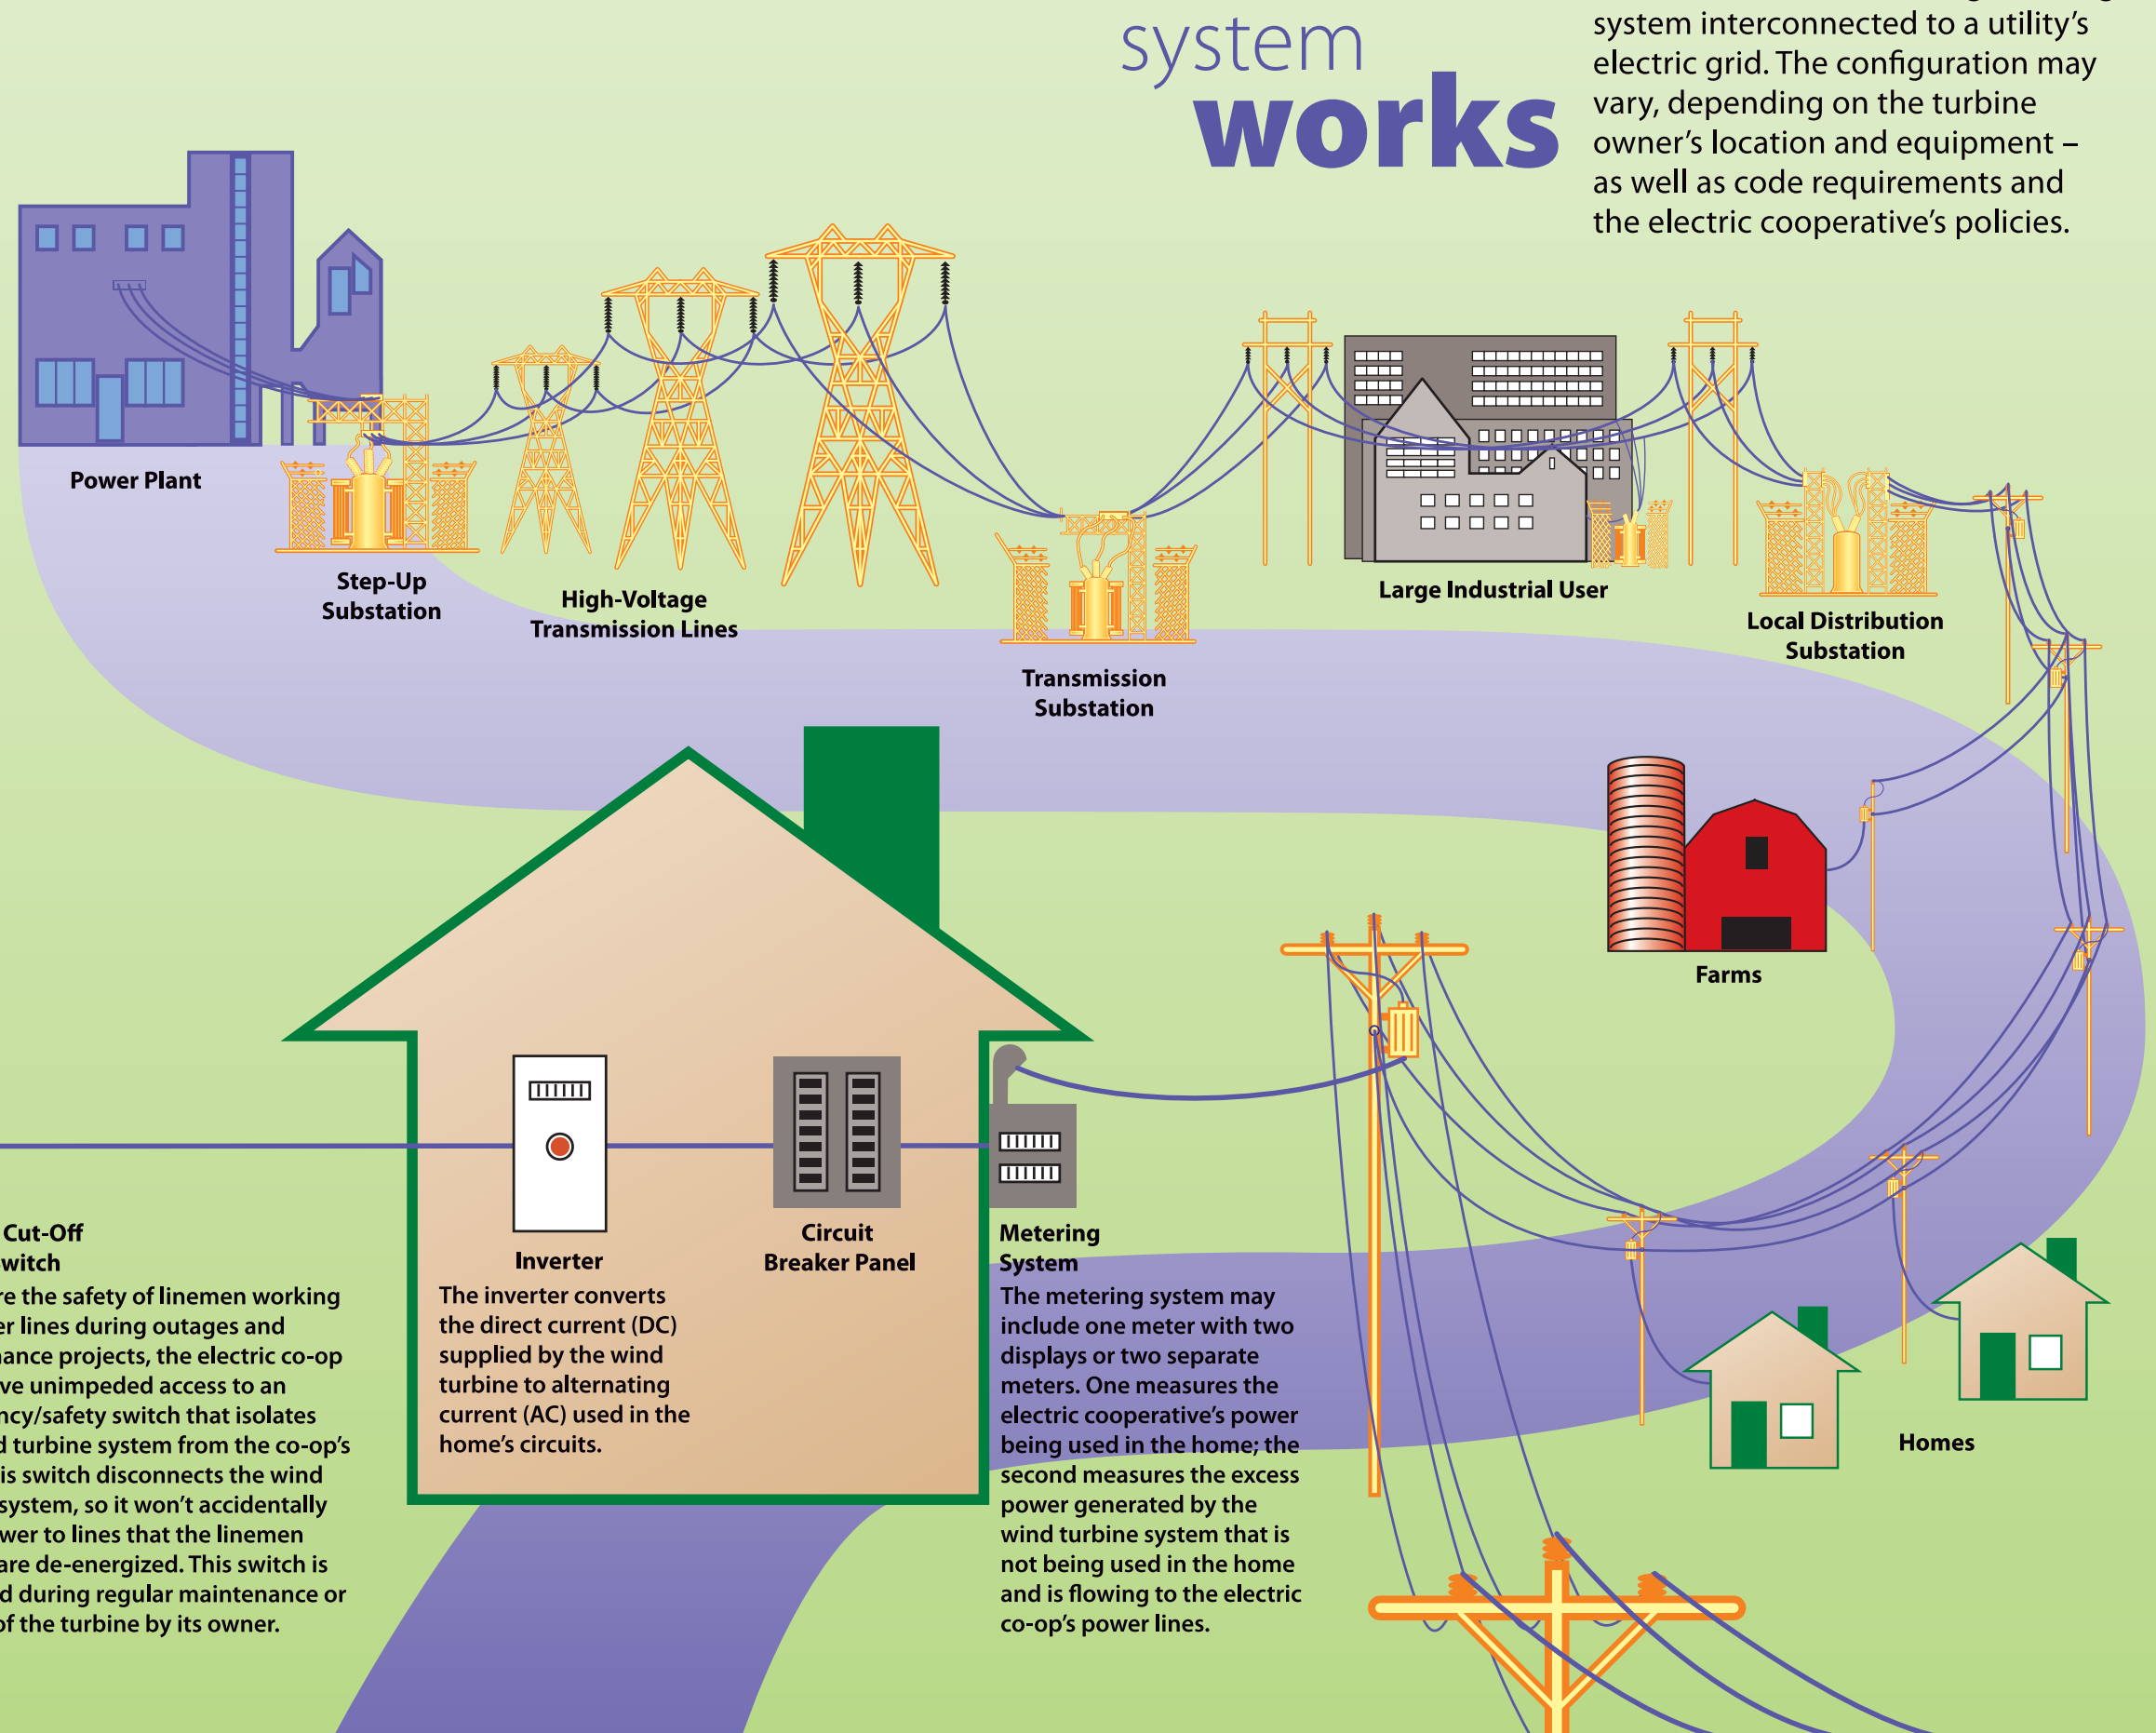 system
works
system interconnected to a utility's
electric grid. The configuration may
vary, depending on the turbine
owner's location and equipment –
as well as code requirements and
the electric cooperative's policies.
Power Plant
Step-Up
Substation
High-Voltage
Transmission Lines
Transmission
Substation
Large Industrial User
Local Distribution
Substation
Farms
Homes
Cut-Off
witch
re the safety of linemen working
er lines during outages and
nance projects, the electric co-op
ve unimpeded access to an
ncy/safety switch that isolates
d turbine system from the co-op's
is switch disconnects the wind
system, so it won't accidentally
wer to lines that the linemen
are de-energized. This switch is
d during regular maintenance or
of the turbine by its owner.
Inverter
The inverter converts
the direct current (DC)
supplied by the wind
turbine to alternating
current (AC) used in the
home's circuits.
Circuit
Breaker Panel
Metering
System
The metering system may
include one meter with two
displays or two separate
meters. One measures the
electric cooperative's power
being used in the home; the
second measures the excess
power generated by the
wind turbine system that is
not being used in the home
and is flowing to the electric
co-op's power lines.